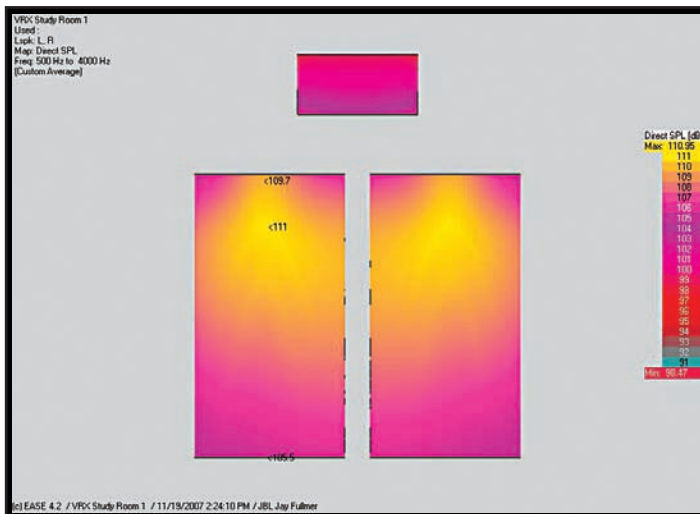 VRX Study Room 1
Used :
Lspk: L, R
Map: Direct SPL
Freq: 500 Hz to 4000 Hz
(Custom Average)
<109.7
<111
<105.5
Direct SPL [dB
Max: 110.95
111
110
109
108
107
106
105
104
103
102
101
100
99
98
97
96
95
94
93
92
91
Min: 98.47
(c) EASE 4.2 / VRX Study Room 1 / 11/19/2007 2:24:10 PM / JBL Jay Fullmer